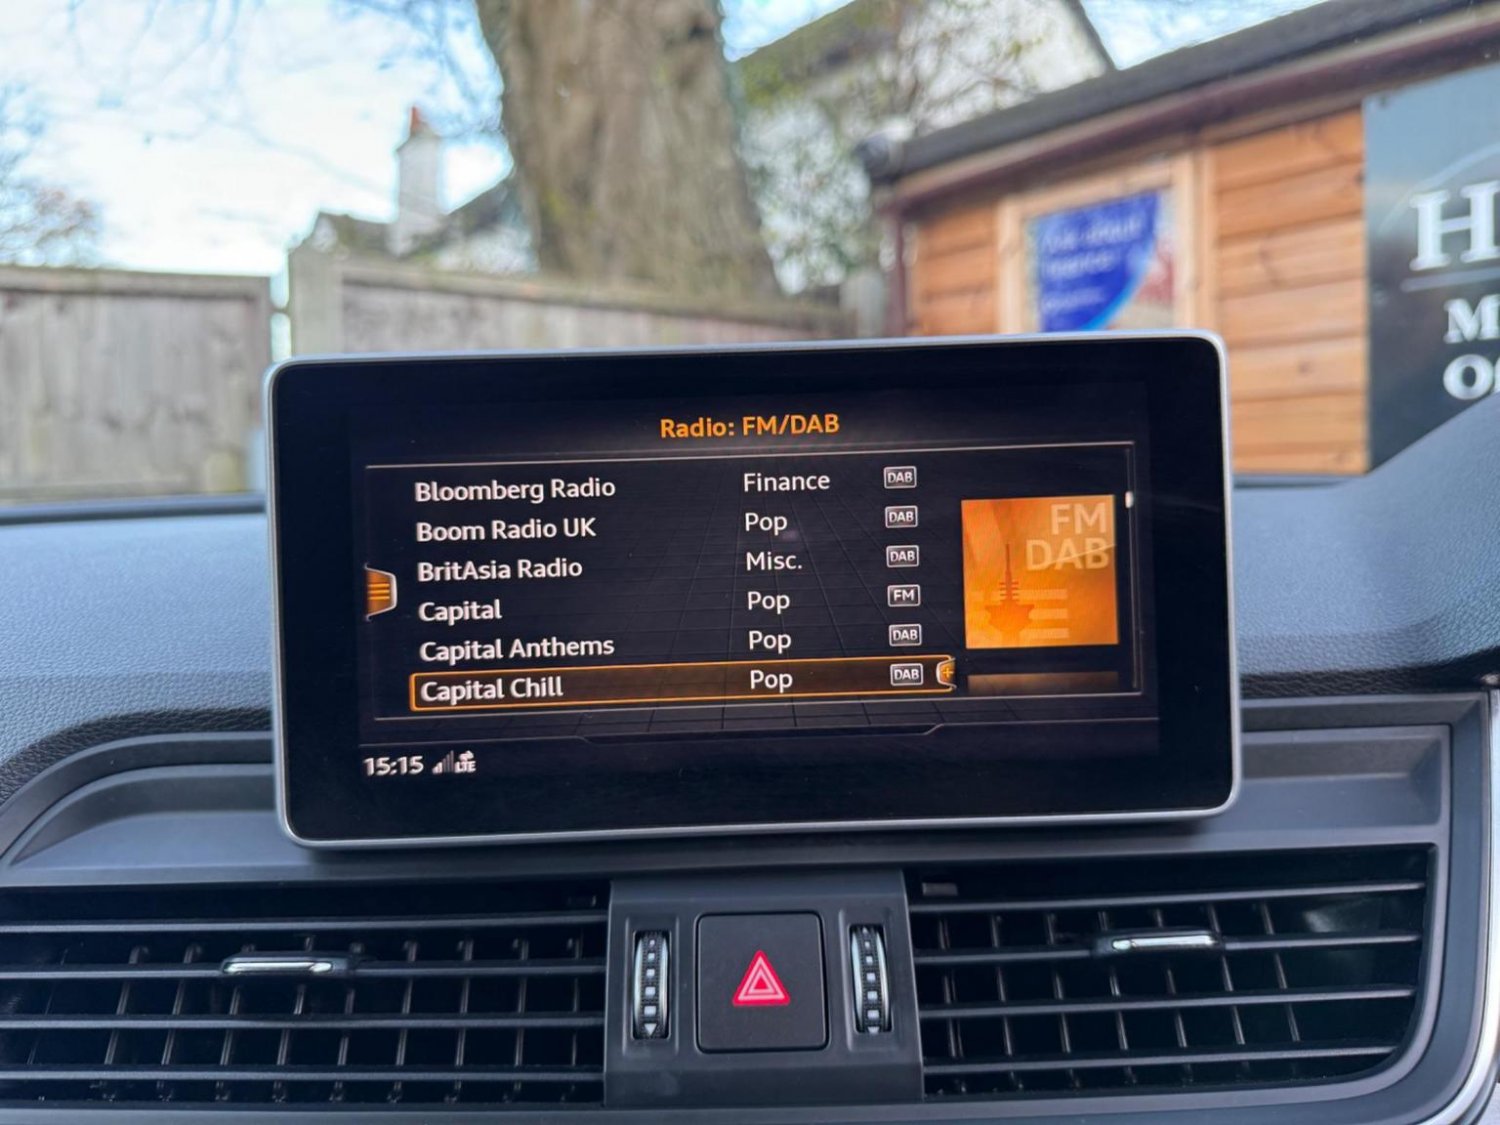 Radio: FM/DAB
Bloomberg Radio Finance DAB
Boom Radio UK Pop DAB
BritAsia Radio Misc. DAB
Capital Pop FM
Capital Anthems Pop DAB
Capital Chill Pop DAB
FM
DAB
15:15 LTE
H
M